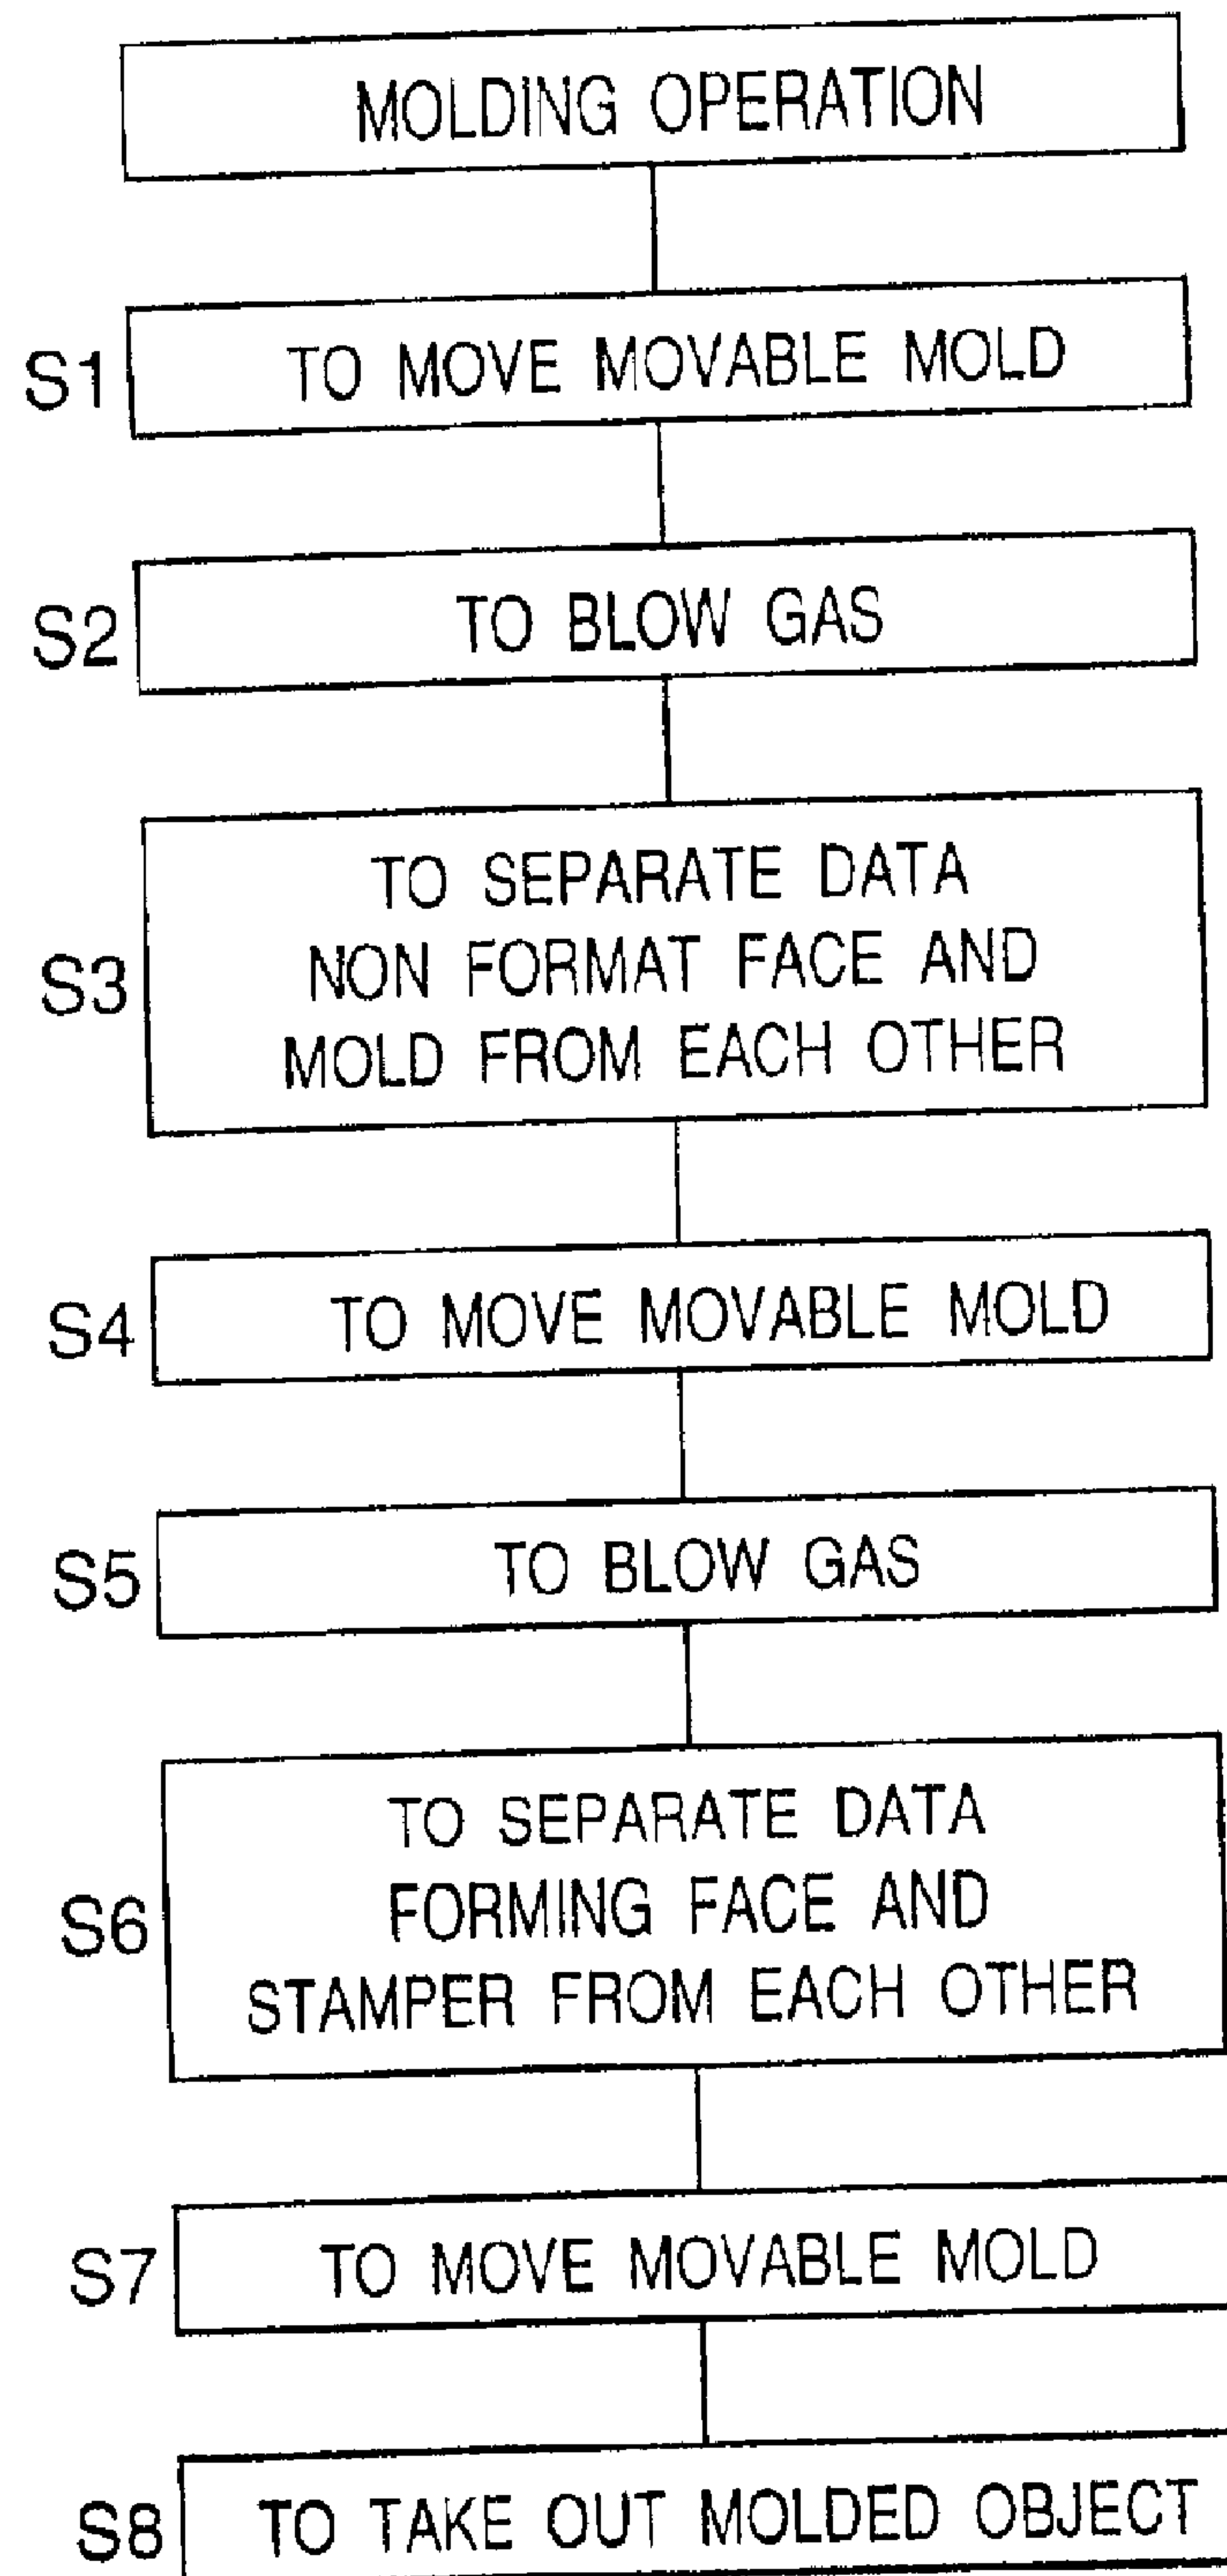 MOLDING OPERATION
S1 TO MOVE MOVABLE MOLD
S2 TO BLOW GAS
TO SEPARATE DATA
S3 NON FORMAT FACE AND
MOLD FROM EACH OTHER
S4 TO MOVE MOVABLE MOLD
S5 TO BLOW GAS
TO SEPARATE DATA
S6 FORMING FACE AND
STAMPER FROM EACH OTHER
S7 TO MOVE MOVABLE MOLD
S8 TO TAKE OUT MOLDED OBJECT